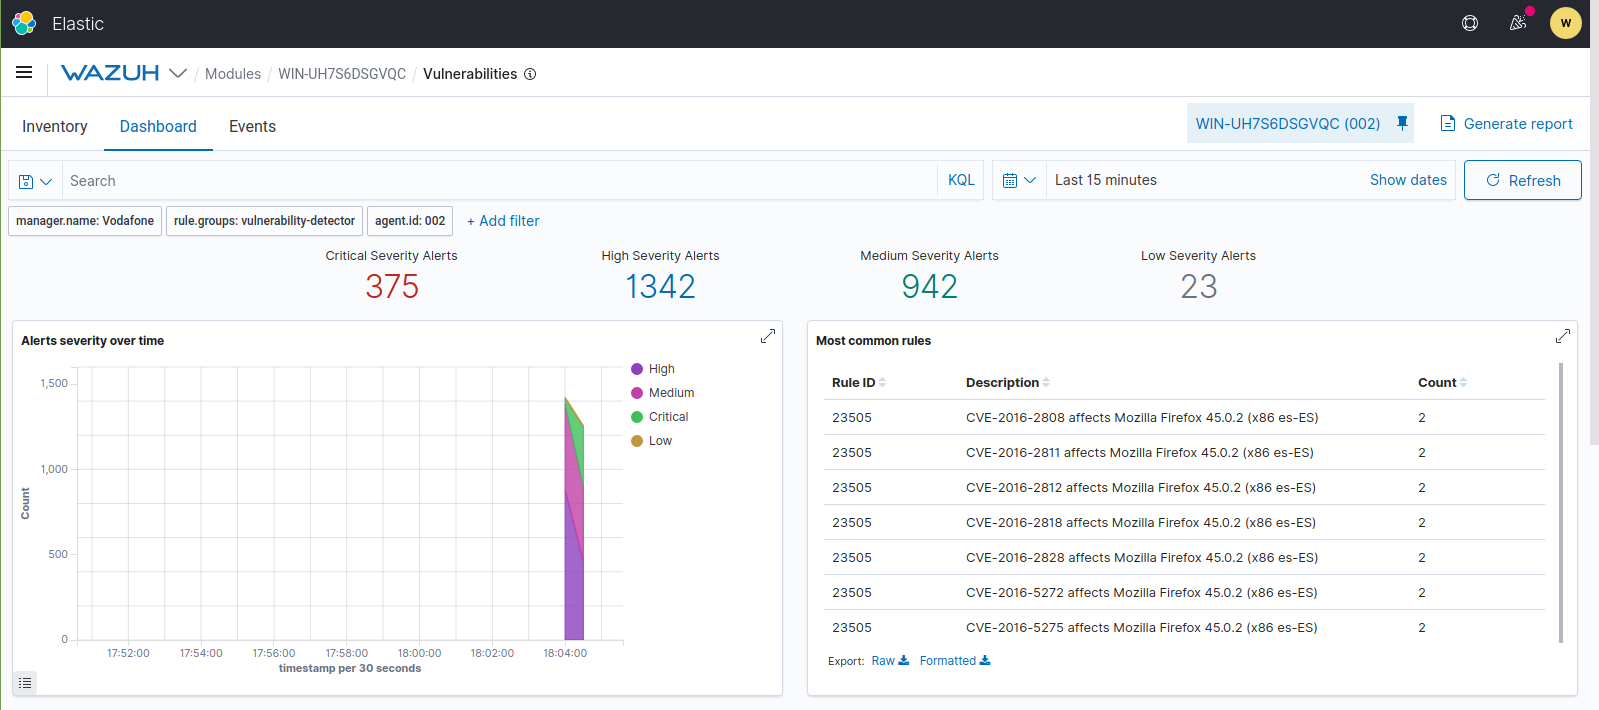 Elastic
W
WAZUH / Modules / WIN-UH7S6DSGVQC / Vulnerabilities
Inventory Dashboard Events
WIN-UH7S6DSGVQC (002)
Generate report
Search
KQL
Last 15 minutes
Show dates
Refresh
manager.name: Vodafone rule.groups: vulnerability-detector agent.id: 002 + Add filter
Critical Severity Alerts
375
High Severity Alerts
1342
Medium Severity Alerts
942
Low Severity Alerts
23
Alerts severity over time
1,500
1,000
500
0
Count
17:52:00 17:54:00 17:56:00 17:58:00 18:00:00 18:02:00 18:04:00
timestamp per 30 seconds
High
Medium
Critical
Low
Most common rules
Rule ID Description Count
23505 CVE-2016-2808 affects Mozilla Firefox 45.0.2 (x86 es-ES) 2
23505 CVE-2016-2811 affects Mozilla Firefox 45.0.2 (x86 es-ES) 2
23505 CVE-2016-2812 affects Mozilla Firefox 45.0.2 (x86 es-ES) 2
23505 CVE-2016-2818 affects Mozilla Firefox 45.0.2 (x86 es-ES) 2
23505 CVE-2016-2828 affects Mozilla Firefox 45.0.2 (x86 es-ES) 2
23505 CVE-2016-5272 affects Mozilla Firefox 45.0.2 (x86 es-ES) 2
23505 CVE-2016-5275 affects Mozilla Firefox 45.0.2 (x86 es-ES) 2
Export: Raw Formatted